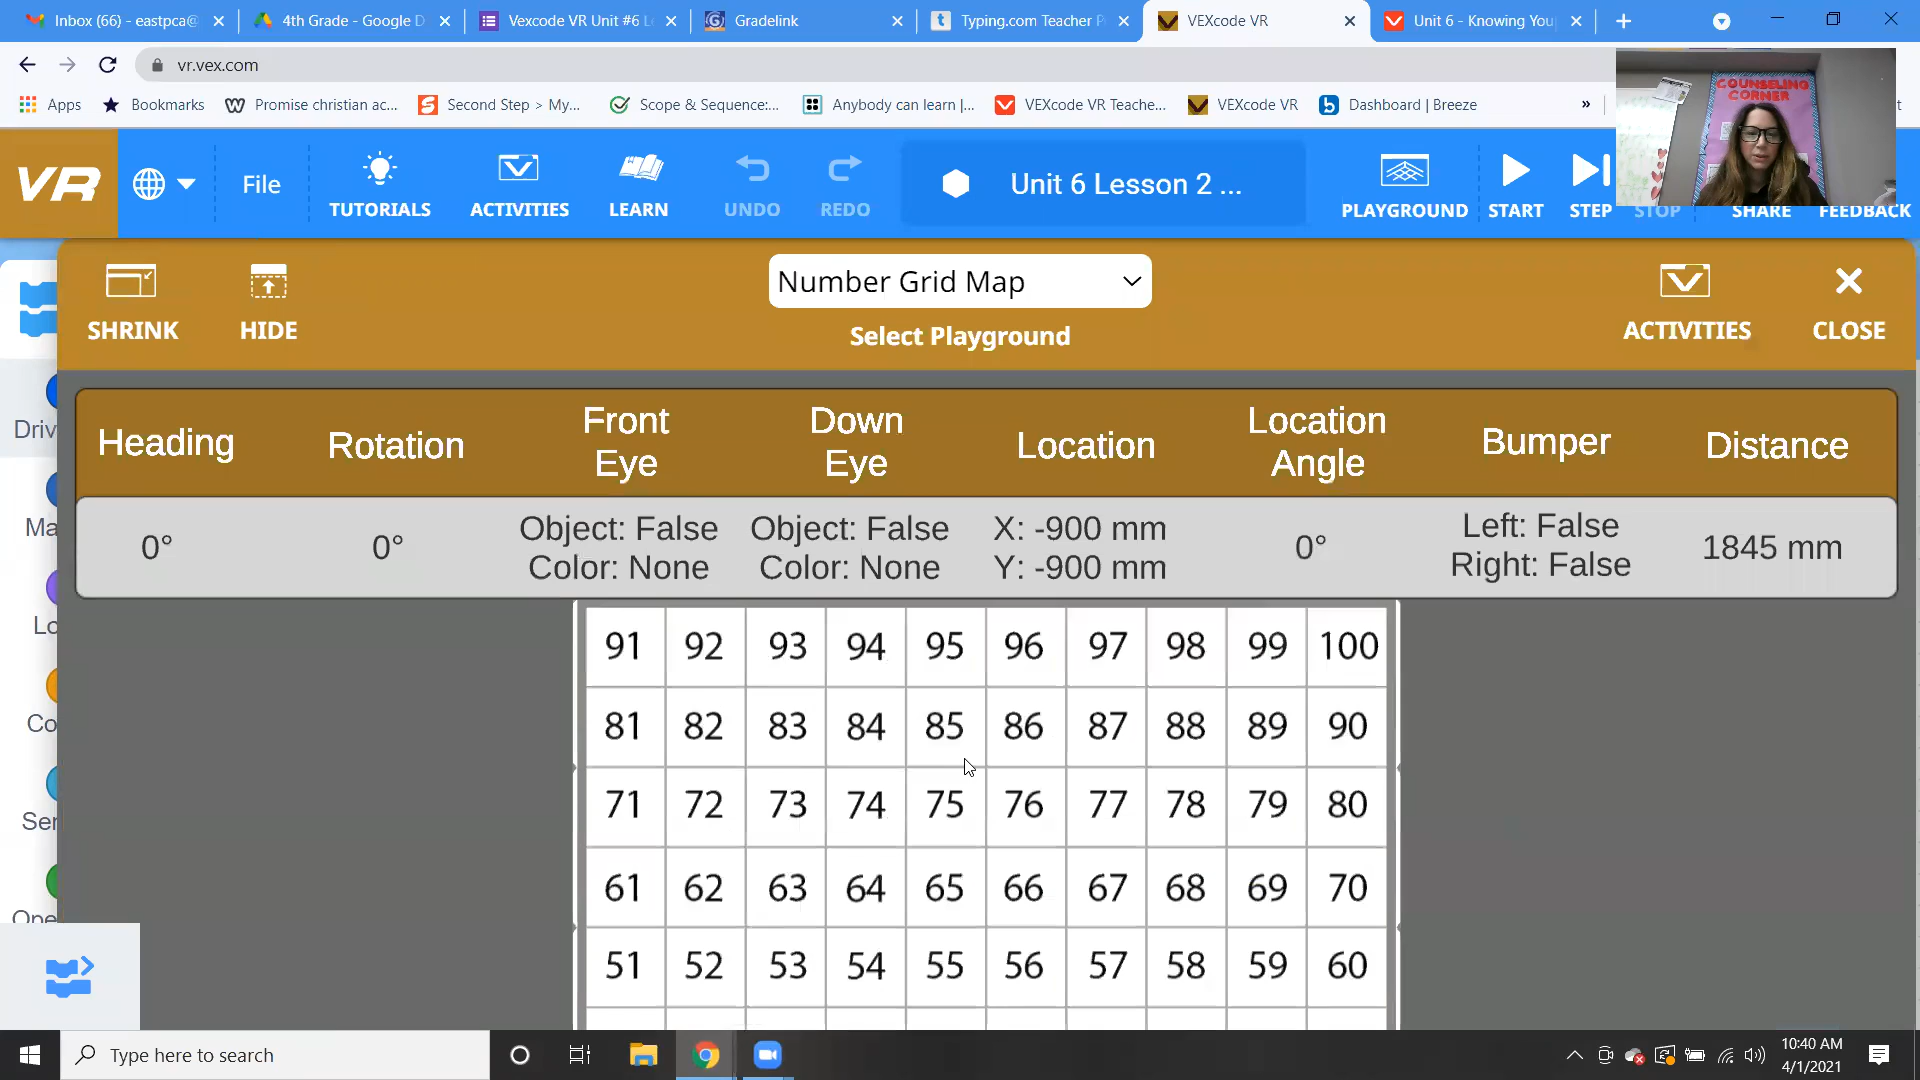 Inbox (66) - eastpca@
4th Grade - Google D
Vexcode VR Unit #6 L
Gradelink
Typing.com Teacher P
VEXcode VR
Unit 6 - Knowing You
vr.vex.com
Apps
Bookmarks
Promise christian ac...
Second Step > My...
Scope & Sequence:...
Anybody can learn |...
VEXcode VR Teache...
VEXcode VR
Dashboard | Breeze
»
COUNSELING
CORNER
VR
File
TUTORIALS
ACTIVITIES
LEARN
UNDO
REDO
Unit 6 Lesson 2 ...
PLAYGROUND
START
STEP
STOP
SHARE
FEEDBACK
SHRINK
HIDE
Number Grid Map
Select Playground
ACTIVITIES
CLOSE
Driv
Ma
Lo
Co
Ser
Ope
Heading
Rotation
Front
Eye
Down
Eye
Location
Location
Angle
Bumper
Distance
0°
0°
Object: False
Color: None
Object: False
Color: None
X: -900 mm
Y: -900 mm
0°
Left: False
Right: False
1845 mm
91 92 93 94 95 96 97 98 99 100
81 82 83 84 85 86 87 88 89 90
71 72 73 74 75 76 77 78 79 80
61 62 63 64 65 66 67 68 69 70
51 52 53 54 55 56 57 58 59 60
Type here to search
10:40 AM
4/1/2021